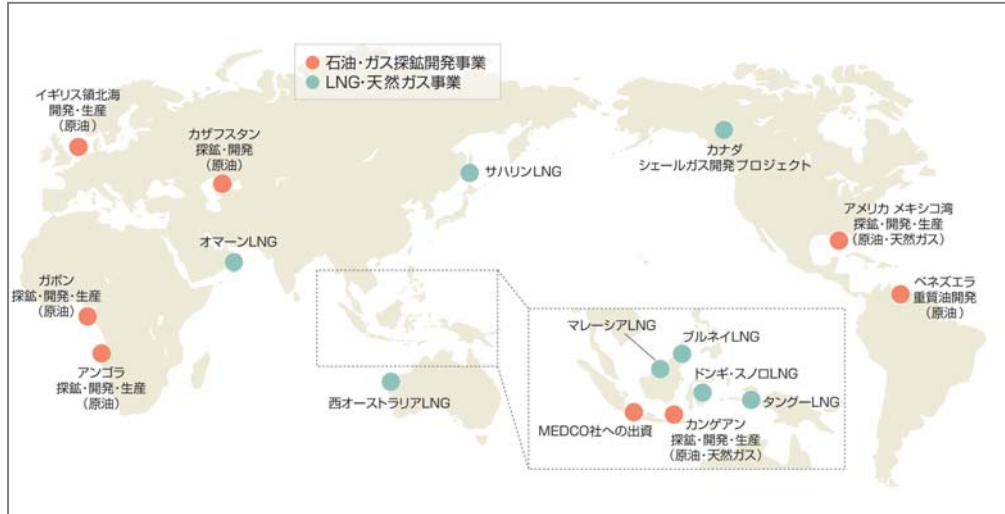 石油・ガス探鉱開発事業
LNG・天然ガス事業
イギリス領北海
開発・生産
（原油）
カザフスタン
探鉱・開発
（原油）
サハリンLNG
カナダ
シェールガス開発プロジェクト
アメリカ メキシコ湾
探鉱・開発・生産
（原油・天然ガス）
オマーンLNG
ガボン
探鉱・開発・生産
（原油）
ベネズエラ
重質油開発
（原油）
マレーシアLNG
ブルネイLNG
アンゴラ
探鉱・開発・生産
（原油）
ドンギ・スノロLNG
西オーストラリアLNG
タングーLNG
MEDCO社への出資
カンゲアン
探鉱・開発・生産
（原油・天然ガス）